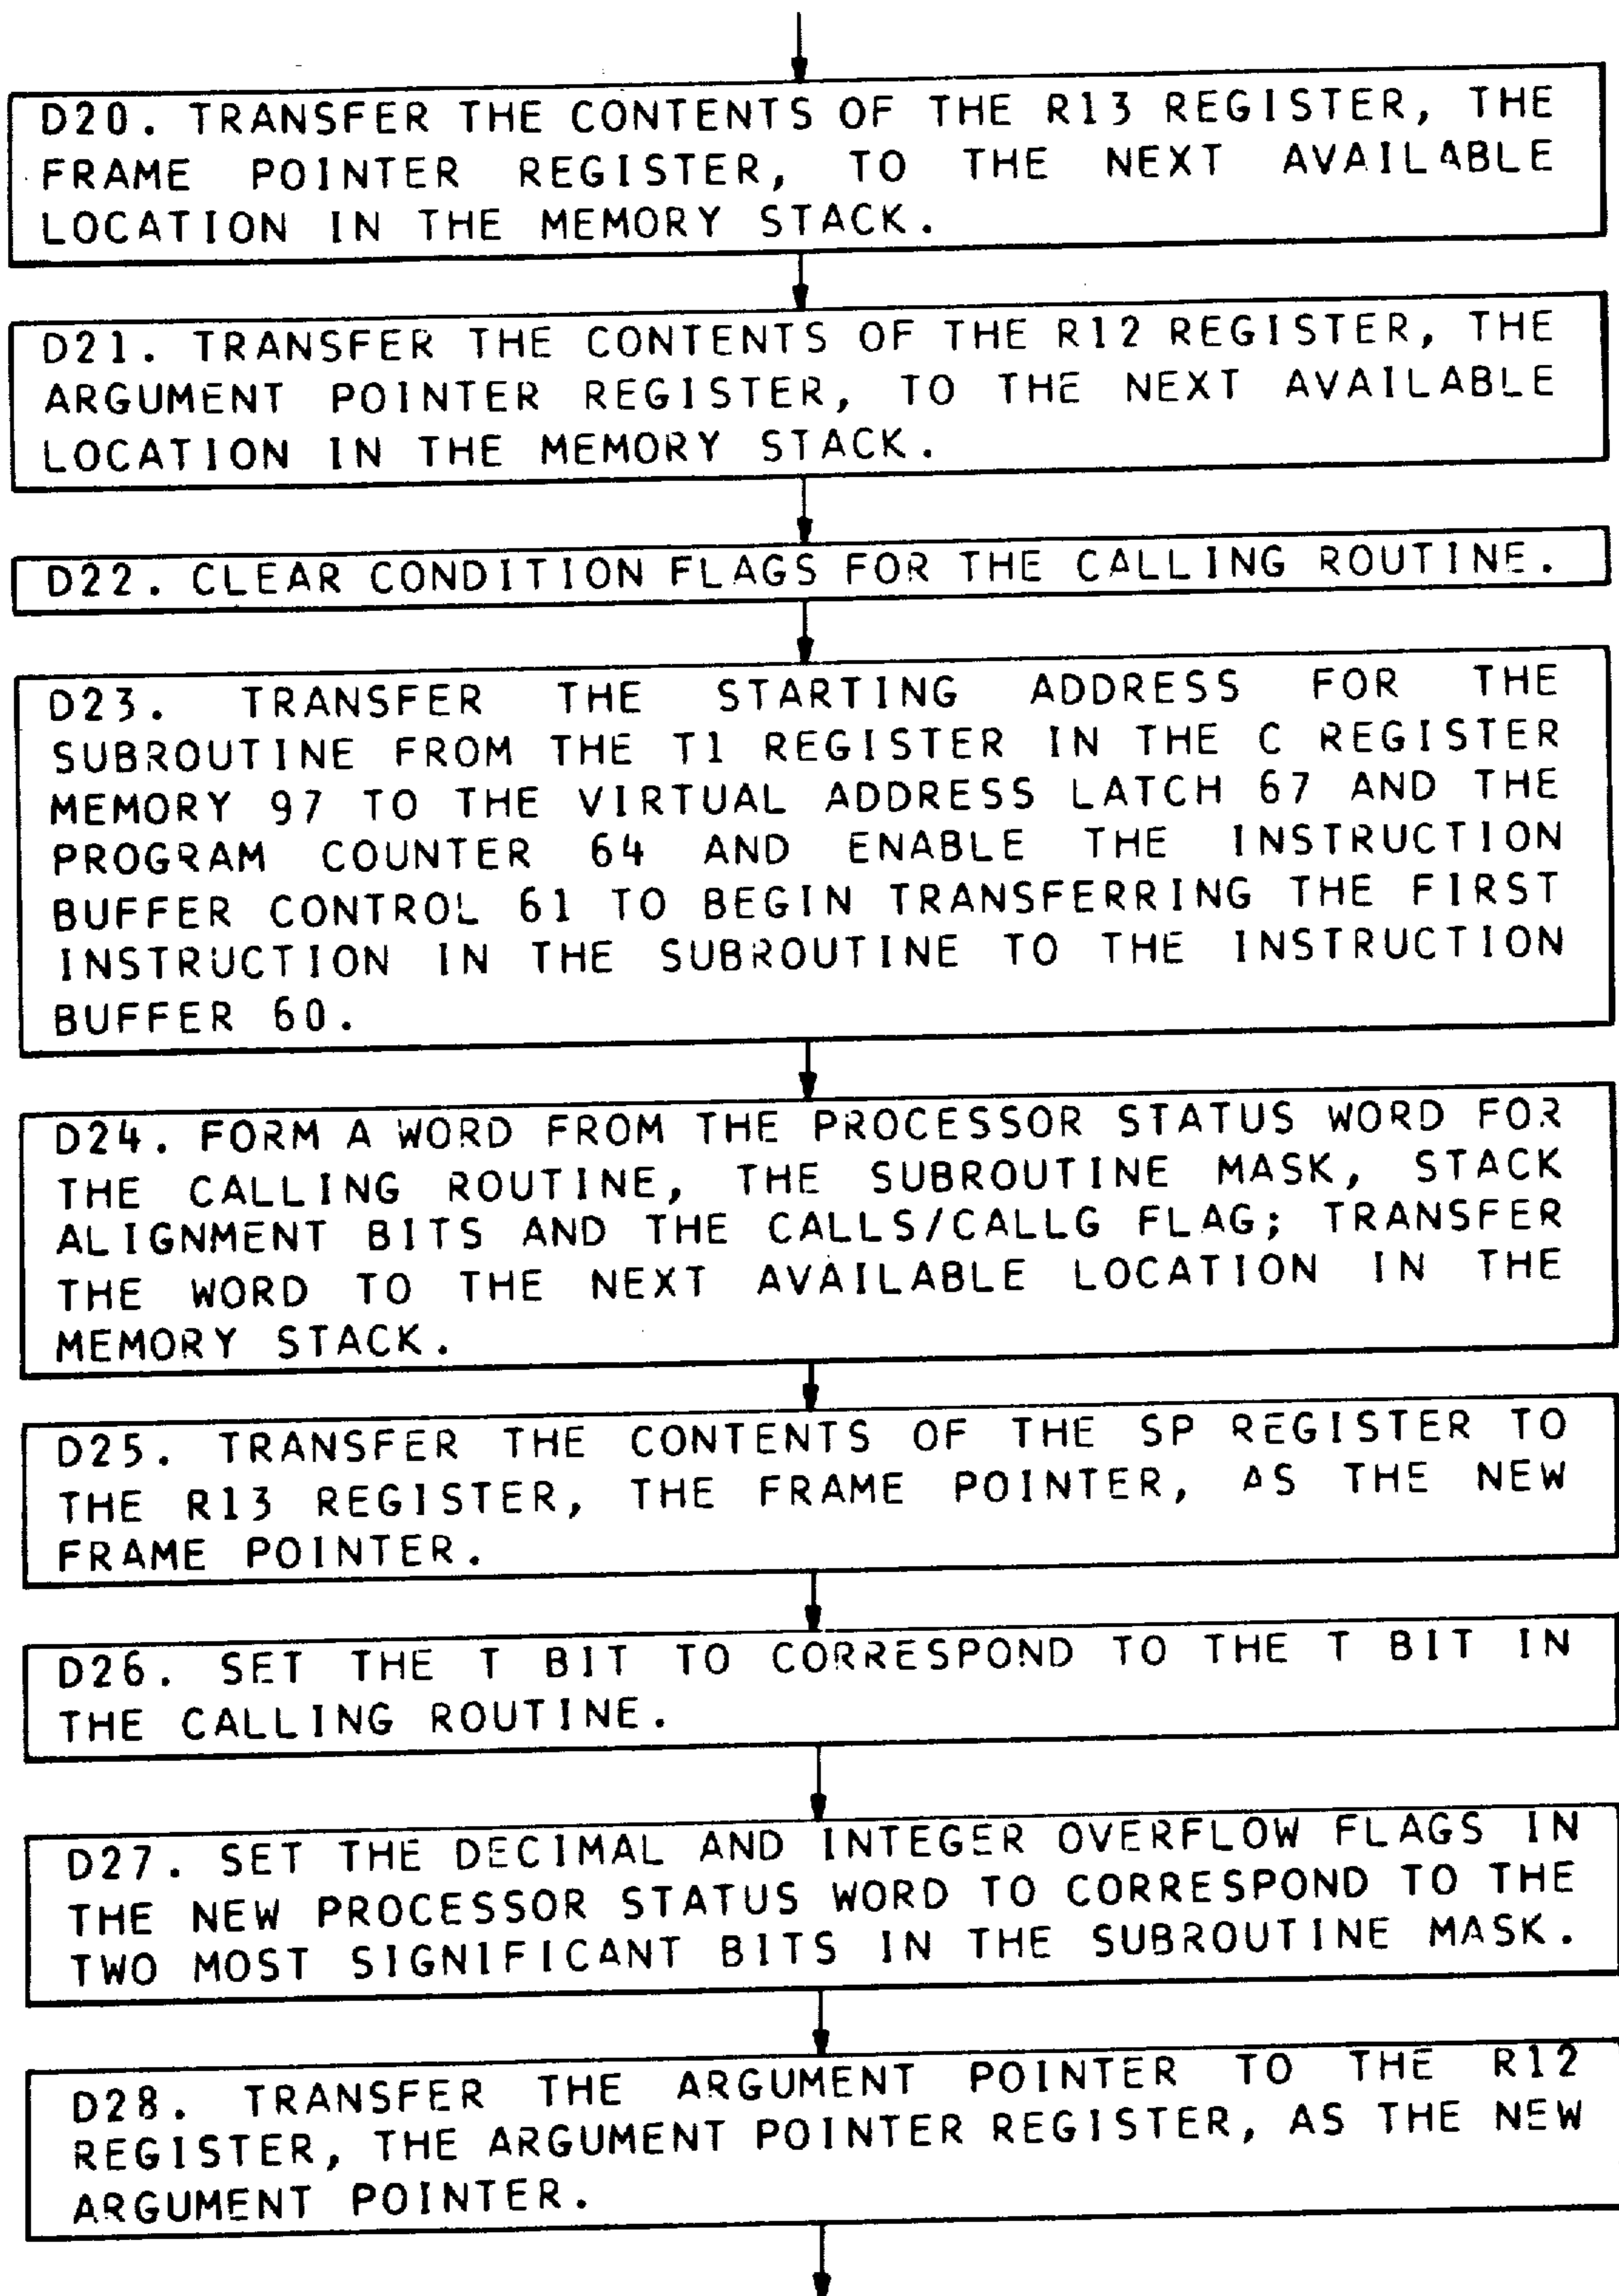 D20. TRANSFER THE CONTENTS OF THE R13 REGISTER, THE
FRAME POINTER REGISTER, TO THE NEXT AVAILABLE
LOCATION IN THE MEMORY STACK.
D21. TRANSFER THE CONTENTS OF THE R12 REGISTER, THE
ARGUMENT POINTER REGISTER, TO THE NEXT AVAILABLE
LOCATION IN THE MEMORY STACK.
D22. CLEAR CONDITION FLAGS FOR THE CALLING ROUTINE.
D23. TRANSFER THE STARTING ADDRESS FOR THE
SUBROUTINE FROM THE T1 REGISTER IN THE C REGISTER
MEMORY 97 TO THE VIRTUAL ADDRESS LATCH 67 AND THE
PROGRAM COUNTER 64 AND ENABLE THE INSTRUCTION
BUFFER CONTROL 61 TO BEGIN TRANSFERRING THE FIRST
INSTRUCTION IN THE SUBROUTINE TO THE INSTRUCTION
BUFFER 60.
D24. FORM A WORD FROM THE PROCESSOR STATUS WORD FOR
THE CALLING ROUTINE, THE SUBROUTINE MASK, STACK
ALIGNMENT BITS AND THE CALLS/CALLG FLAG; TRANSFER
THE WORD TO THE NEXT AVAILABLE LOCATION IN THE
MEMORY STACK.
D25. TRANSFER THE CONTENTS OF THE SP REGISTER TO
THE R13 REGISTER, THE FRAME POINTER, AS THE NEW
FRAME POINTER.
D26. SET THE T BIT TO CORRESPOND TO THE T BIT IN
THE CALLING ROUTINE.
D27. SET THE DECIMAL AND INTEGER OVERFLOW FLAGS IN
THE NEW PROCESSOR STATUS WORD TO CORRESPOND TO THE
TWO MOST SIGNIFICANT BITS IN THE SUBROUTINE MASK.
D28. TRANSFER THE ARGUMENT POINTER TO THE R12
REGISTER, THE ARGUMENT POINTER REGISTER, AS THE NEW
ARGUMENT POINTER.